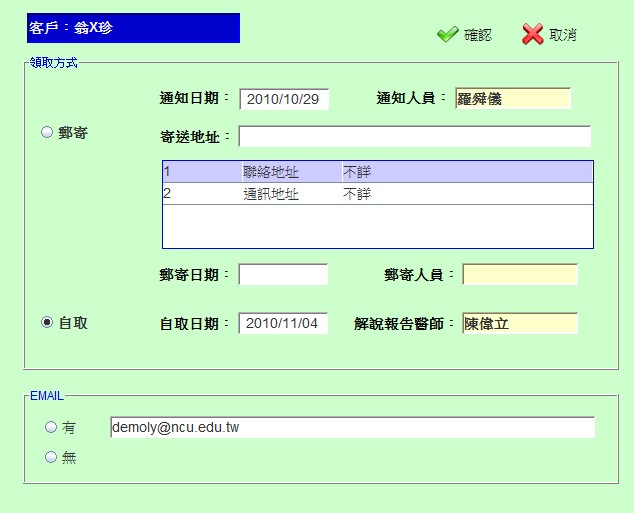 客戶：翁X珍
確認 取消
領取方式
通知日期： 2010/10/29 通知人員： 羅舜儀
郵寄 寄送地址：
1 聯絡地址 不詳
2 通訊地址 不詳
郵寄日期： 郵寄人員：
自取 自取日期： 2010/11/04 解說報告醫師： 陳偉立
EMAIL
有 demoly@ncu.edu.tw
無